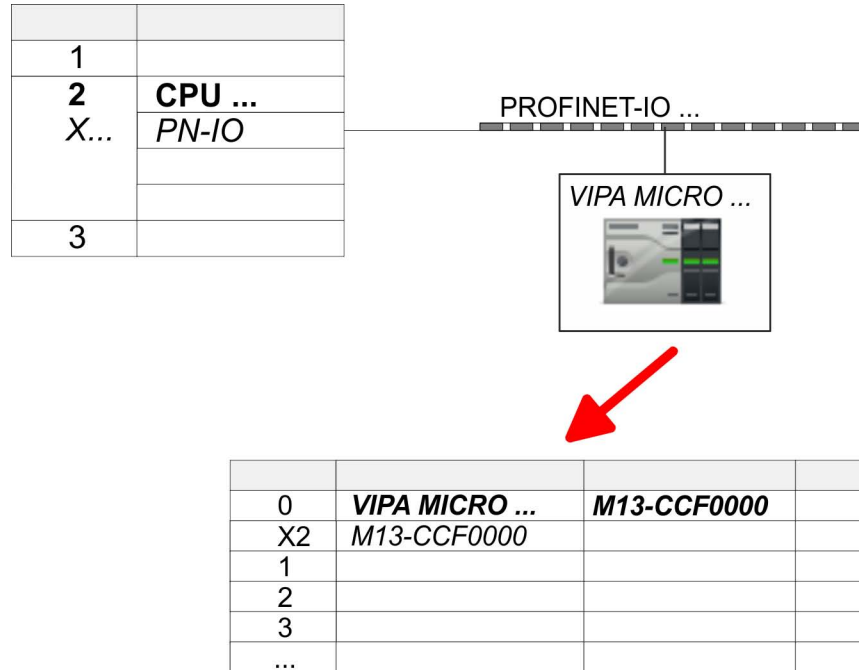 1
2 CPU ...
X... PN-IO
3
PROFINET-IO ...
VIPA MICRO ...
0 VIPA MICRO ... M13-CCF0000
X2 M13-CCF0000
1
2
3
...